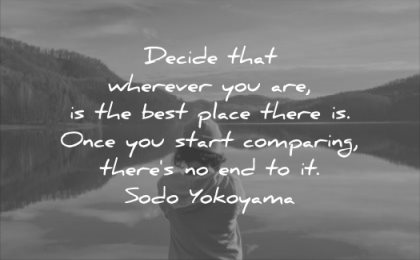 Decide that
wherever you are,
is the best place there is.
Once you start comparing,
there's no end to it.
Sodo Yokoyama